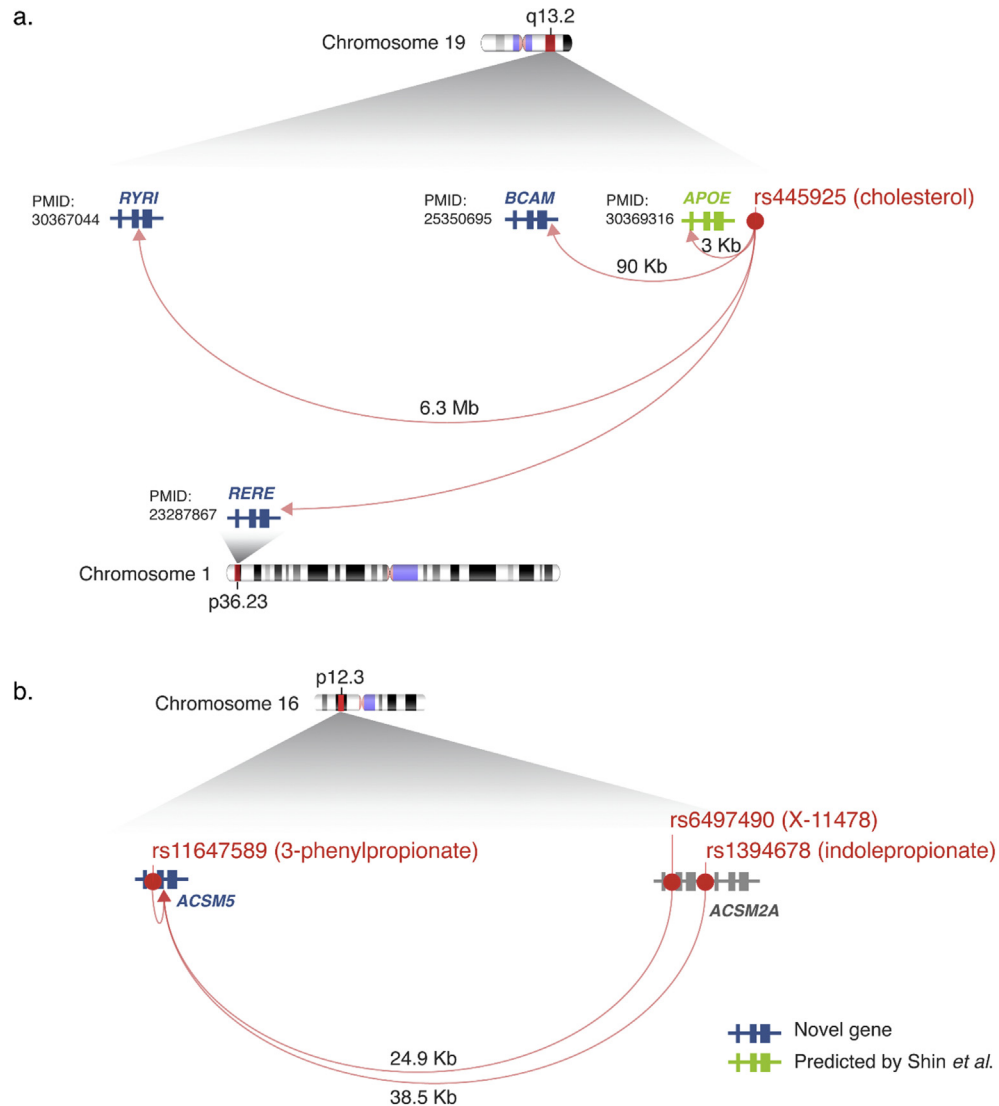 a.
q13.2
Chromosome 19
PMID:
30367044
RYRI
PMID:
25350695
BCAM
PMID:
30369316
APOE
rs445925 (cholesterol)
3 Kb
90 Kb
6.3 Mb
PMID:
23287867
RERE
Chromosome 1
p36.23
b.
p12.3
Chromosome 16
rs6497490 (X-11478)
rs11647589 (3-phenylpropionate)
rs1394678 (indolepropionate)
ACSM5
ACSM2A
24.9 Kb
38.5 Kb
Novel gene
Predicted by Shin et al.